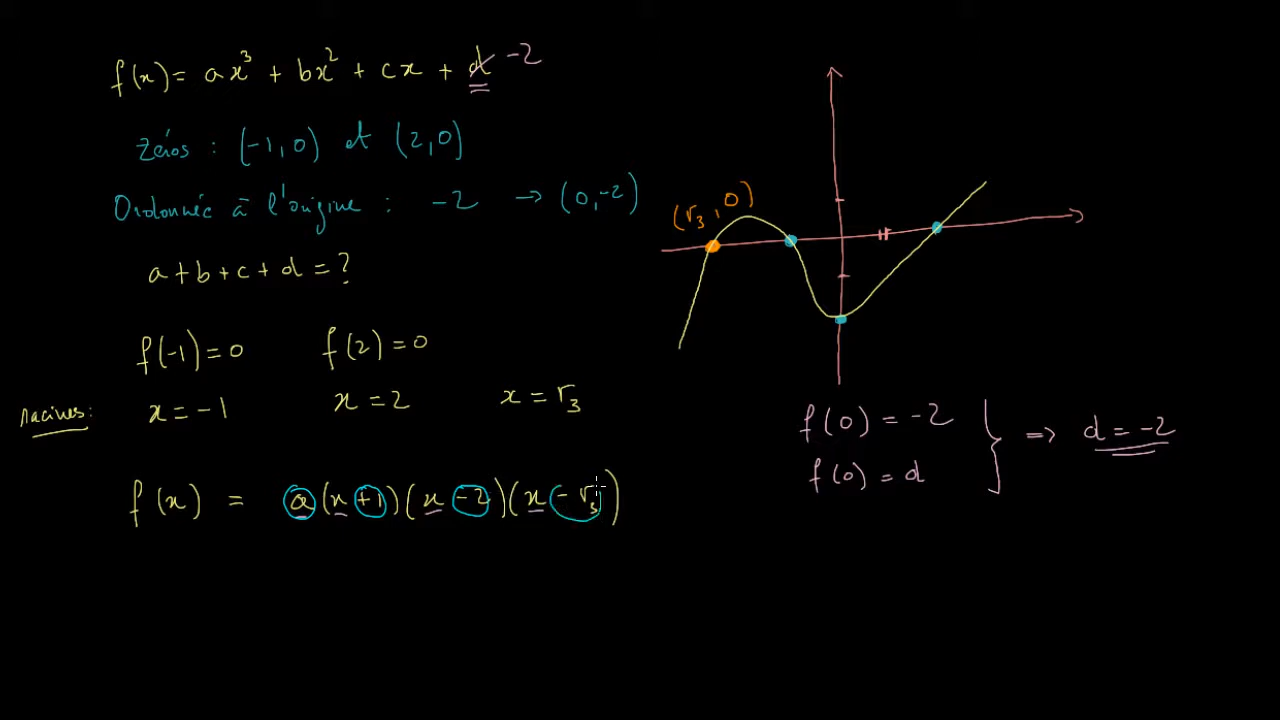 f(x) = ax³ + bx² + cx + d -2
Zéros : (-1,0) et (2,0)
Ordonnée à l'origine : -2 → (0,-2)
a+b+c+d = ?
f(-1) = 0 f(2) = 0
racines: x = -1 x = 2 x = r₃
f(x) = a(x+1)(x-2)(x-r₃)
(r₃,0)
f(0) = -2
f(0) = d
} => d = -2